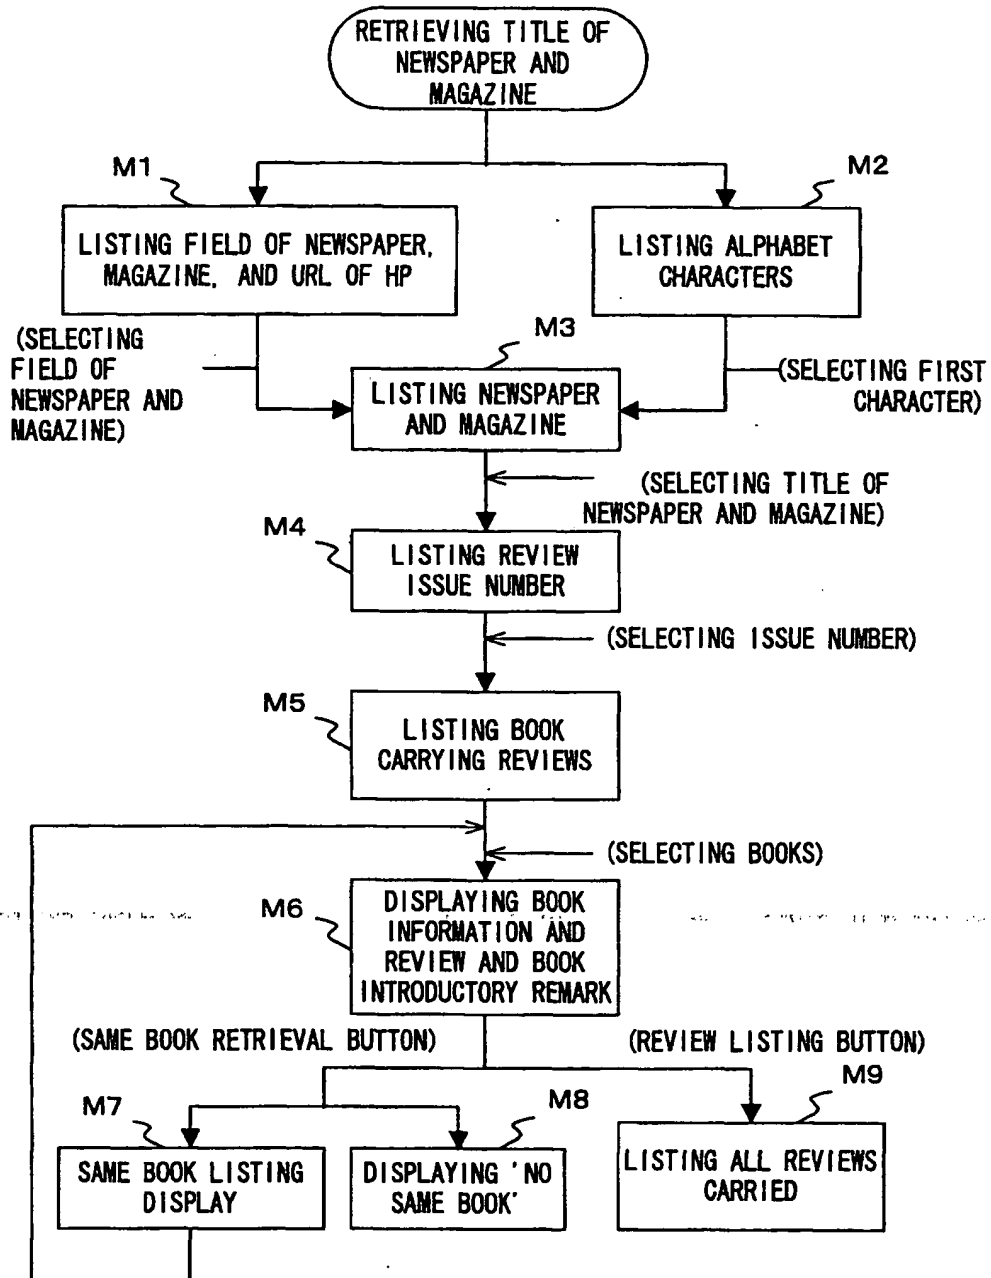 RETRIEVING TITLE OF
NEWSPAPER AND
MAGAZINE
M1
M2
LISTING FIELD OF NEWSPAPER,
MAGAZINE, AND URL OF HP
LISTING ALPHABET
CHARACTERS
(SELECTING
FIELD OF
NEWSPAPER AND
MAGAZINE)
M3
LISTING NEWSPAPER
AND MAGAZINE
(SELECTING FIRST
CHARACTER)
(SELECTING TITLE OF
NEWSPAPER AND MAGAZINE)
M4
LISTING REVIEW
ISSUE NUMBER
(SELECTING ISSUE NUMBER)
M5
LISTING BOOK
CARRYING REVIEWS
(SELECTING BOOKS)
M6
DISPLAYING BOOK
INFORMATION AND
REVIEW AND BOOK
INTRODUCTORY REMARK
(SAME BOOK RETRIEVAL BUTTON)
(REVIEW LISTING BUTTON)
M7
M8
M9
SAME BOOK LISTING
DISPLAY
DISPLAYING 'NO
SAME BOOK'
LISTING ALL REVIEWS
CARRIED